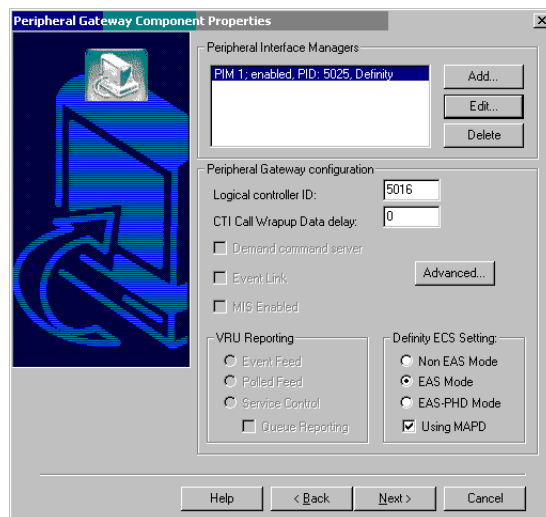 Peripheral Gateway Component Properties
Peripheral Interface Managers
PIM 1; enabled, PID: 5025, Definity
Add...
Edit...
Delete
Peripheral Gateway configuration
Logical controller ID:
5016
CTI Call Wrapup Data delay:
0
Demand command server
Event Link
Advanced...
MIS Enabled
VRU Reporting
Event Feed
Polled Feed
Service Control
Queue Reporting
Definity ECS Setting:
Non EAS Mode
EAS Mode
EAS-PHD Mode
Using MAPD
Help
< Back
Next >
Cancel